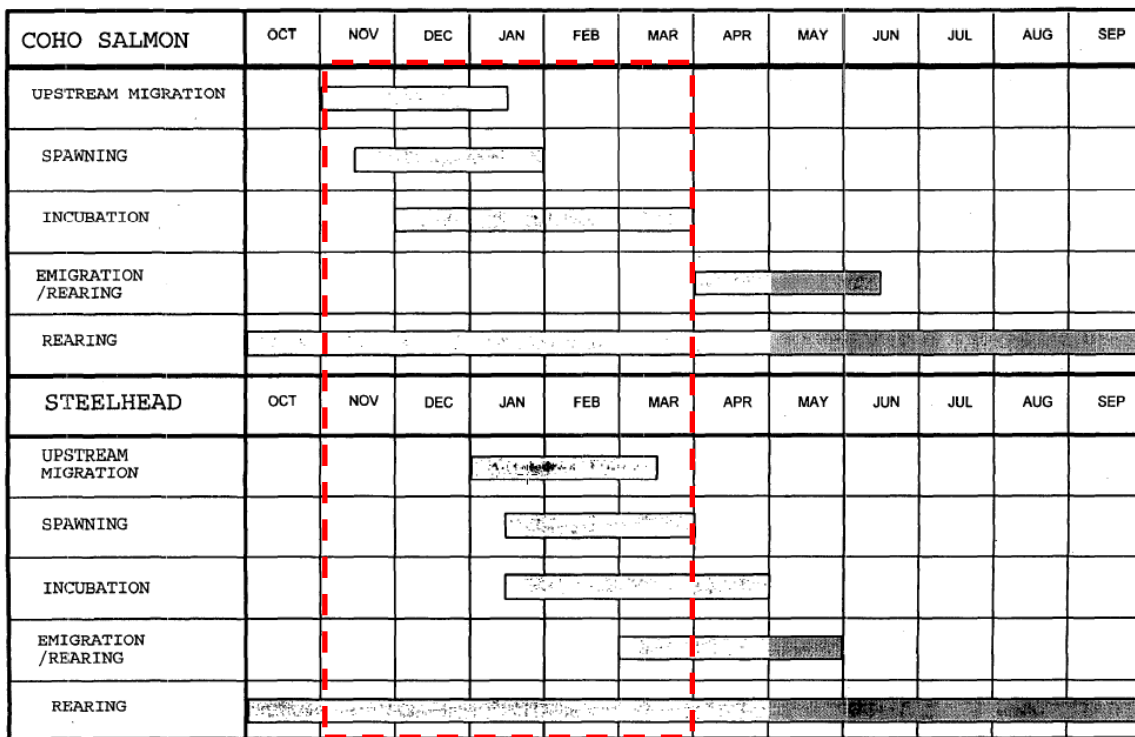 COHO SALMON OCT NOV DEC JAN FEB MAR APR MAY JUN JUL AUG SEP
UPSTREAM MIGRATION
SPAWNING
INCUBATION
EMIGRATION
/REARING
REARING
STEELHEAD OCT NOV DEC JAN FEB MAR APR MAY JUN JUL AUG SEP
UPSTREAM
MIGRATION
SPAWNING
INCUBATION
EMIGRATION
/REARING
REARING